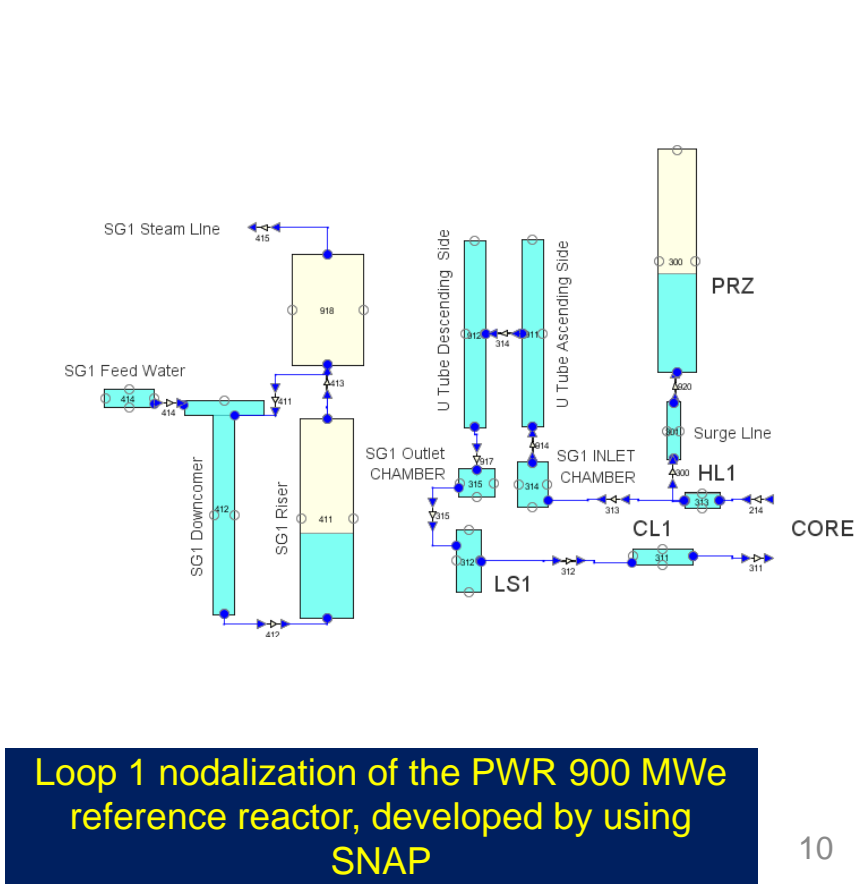 SG1 Steam LIne
415
918
300
PRZ
U Tube Descending Side
U Tube Ascending Side
912
314
911
SG1 Feed Water
414
414
411
413
920
301
Surge LIne
SG1 Outlet
CHAMBER
917
914
SG1 INLET
CHAMBER
300
HL1
315
314
313
313
214
SG1 Downcomer
412
SG1 Riser
411
315
CL1
CORE
312
LS1
312
311
311
412
Loop 1 nodalization of the PWR 900 MWe
reference reactor, developed by using
SNAP
10